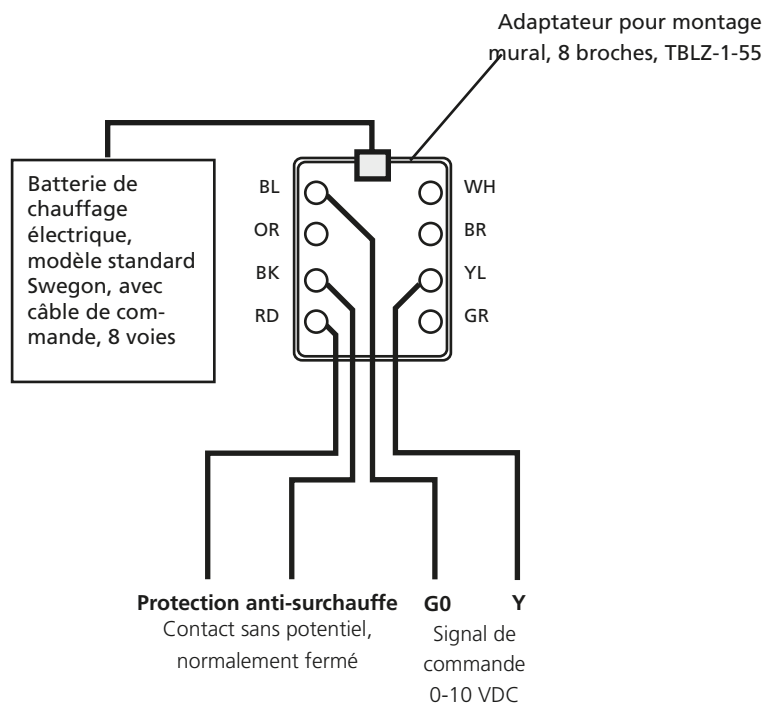 Adaptateur pour montage
mural, 8 broches, TBLZ-1-55
Batterie de
chauffage
électrique,
modèle standard
Swegon, avec
câble de com-
mande, 8 voies
BL
WH
OR
BR
BK
YL
RD
GR
Protection anti-surchauffe
Contact sans potentiel,
normalement fermé
G0
Y
Signal de
commande
0-10 VDC